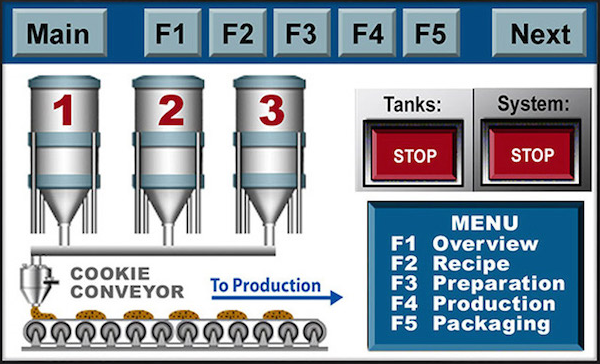 Main F1 F2 F3 F4 F5 Next
1 2 3
Tanks: System:
STOP STOP
MENU
F1 Overview
F2 Recipe
F3 Preparation
F4 Production
F5 Packaging
COOKIE
CONVEYOR
To Production